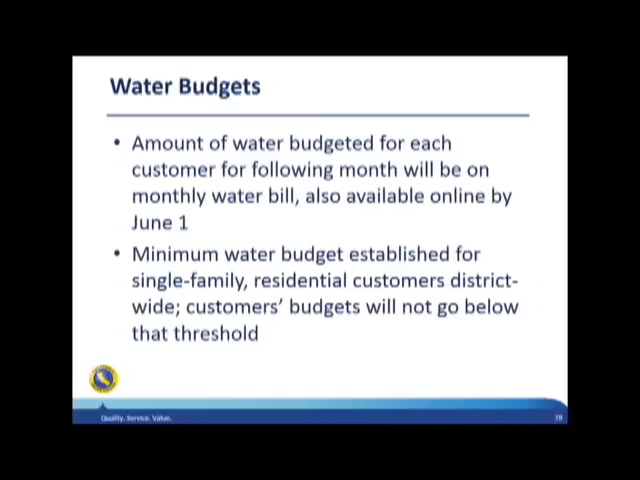 Water Budgets
• Amount of water budgeted for each
customer for following month will be on
monthly water bill, also available online by
June 1
• Minimum water budget established for
single-family, residential customers district-
wide; customers' budgets will not go below
that threshold
Quality. Service. Value.